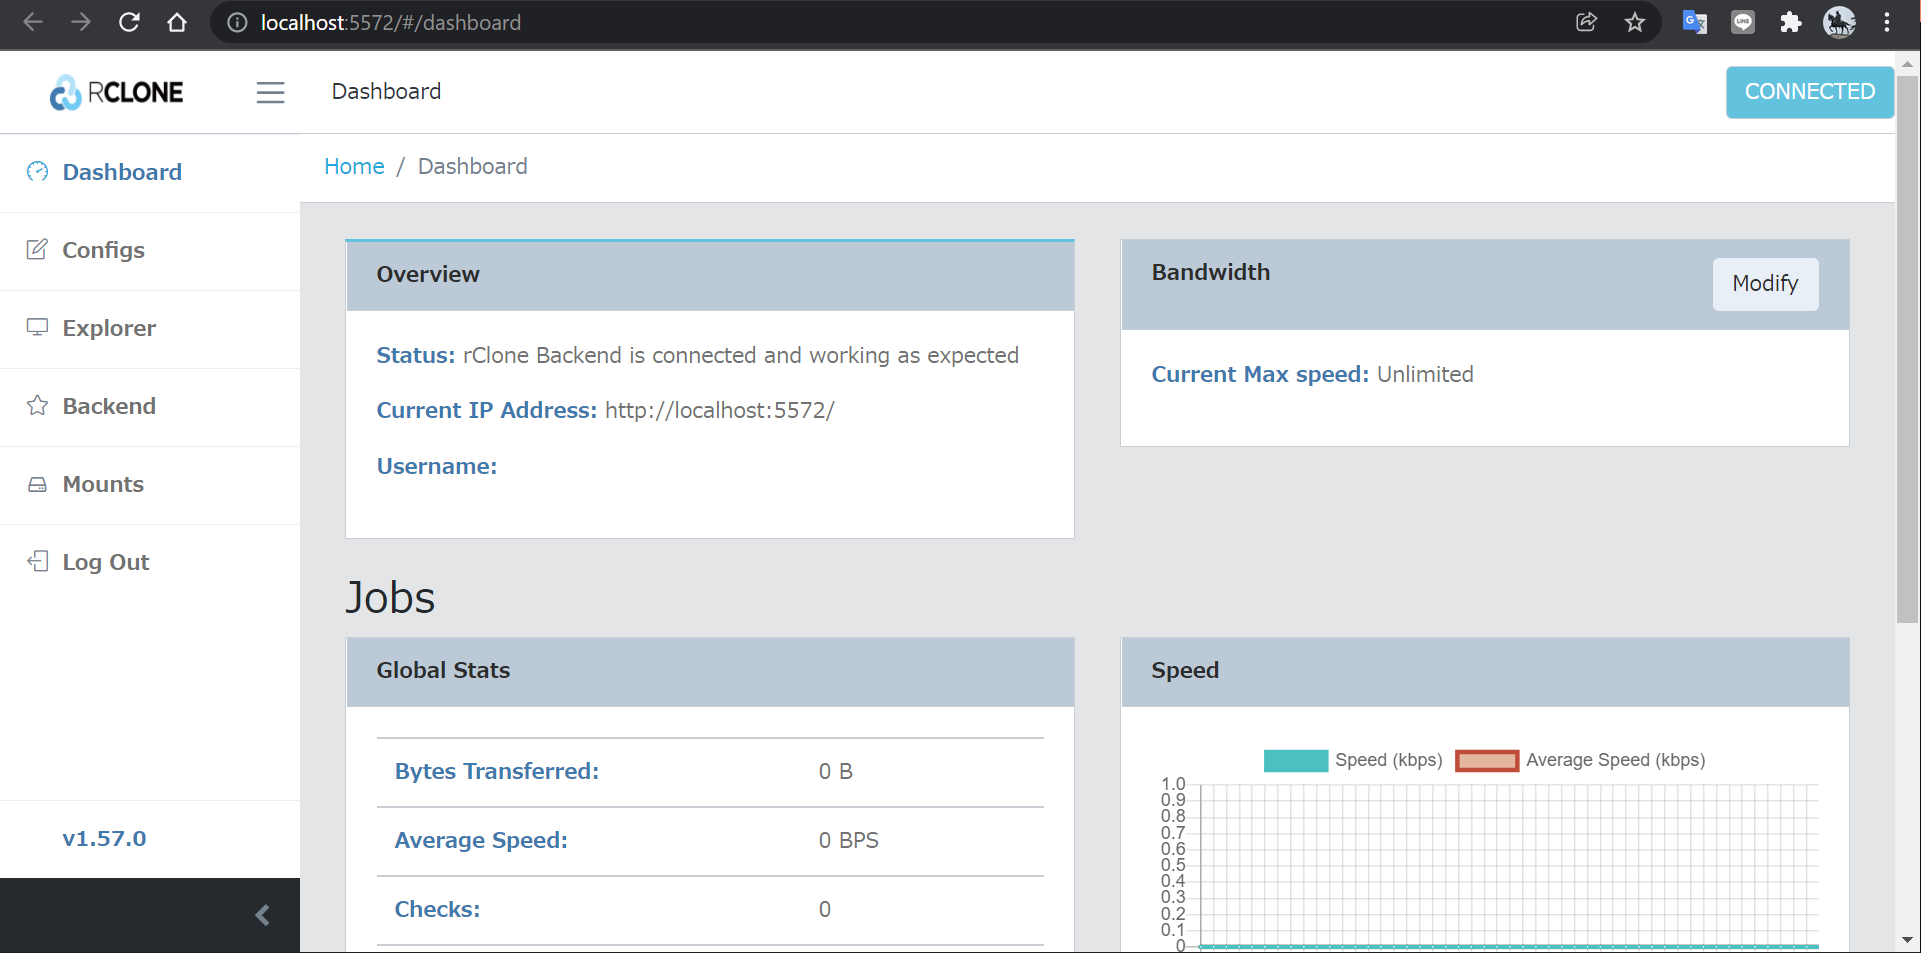 localhost:5572/#/dashboard
RCLONE
Dashboard
CONNECTED
Home / Dashboard
Dashboard
Configs
Explorer
Backend
Mounts
Log Out
v1.57.0
Overview
Status: rClone Backend is connected and working as expected
Current IP Address: http://localhost:5572/
Username:
Bandwidth
Modify
Current Max speed: Unlimited
Jobs
Global Stats
Bytes Transferred: 0 B
Average Speed: 0 BPS
Checks: 0
Speed
Speed (kbps) Average Speed (kbps)
1.0
0.9
0.8
0.7
0.6
0.5
0.4
0.3
0.2
0.1
0